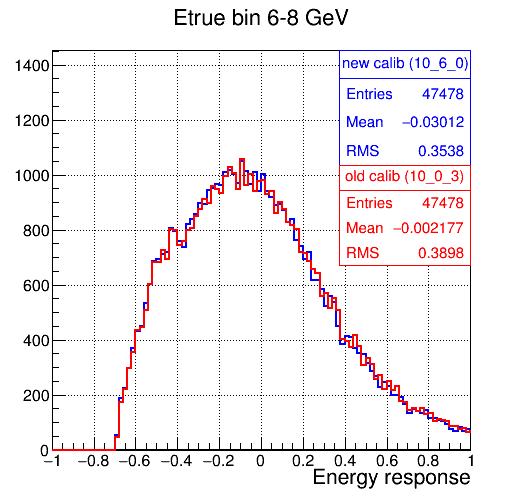 Etrue bin 6-8 GeV
new calib (10_6_0)
Entries 47478
Mean −0.03012
RMS 0.3538
old calib (10_0_3)
Entries 47478
Mean −0.002177
RMS 0.3898
1400
1200
1000
800
600
400
200
0
−1 −0.8 −0.6 −0.4 −0.2 0 0.2 0.4 0.6 0.8 1
Energy response